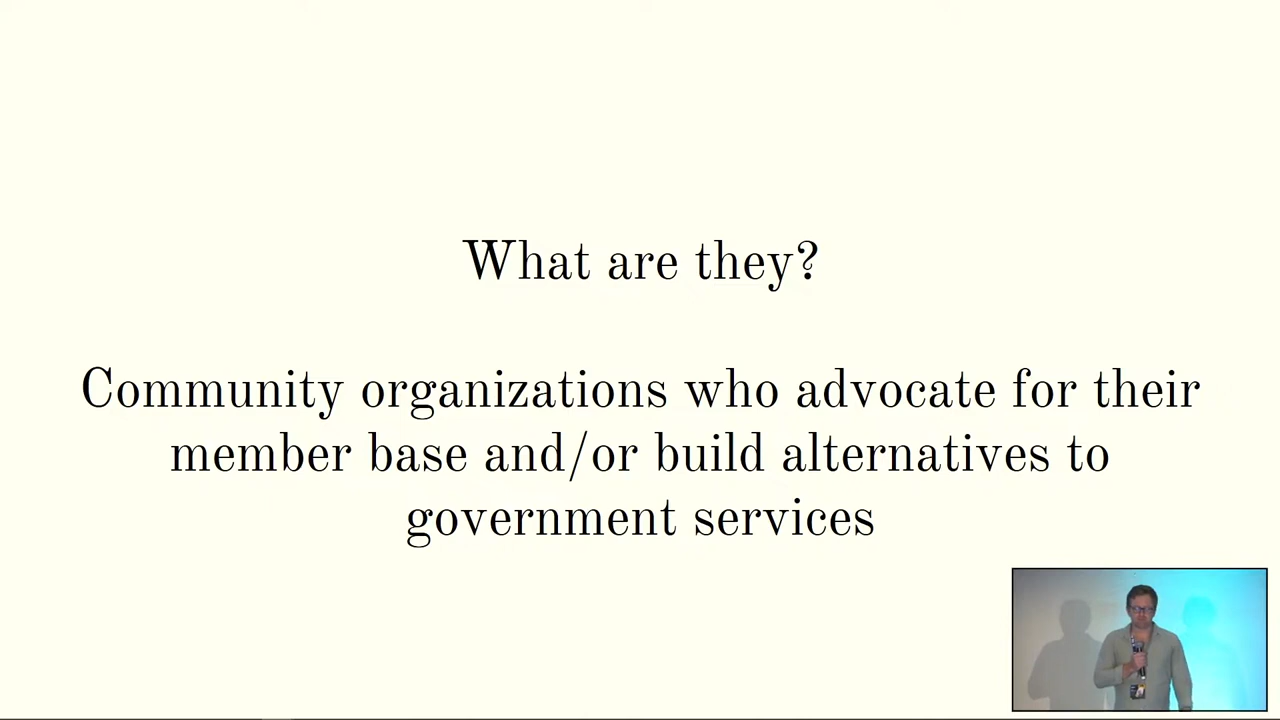 What are they?
Community organizations who advocate for their
member base and/or build alternatives to
government services